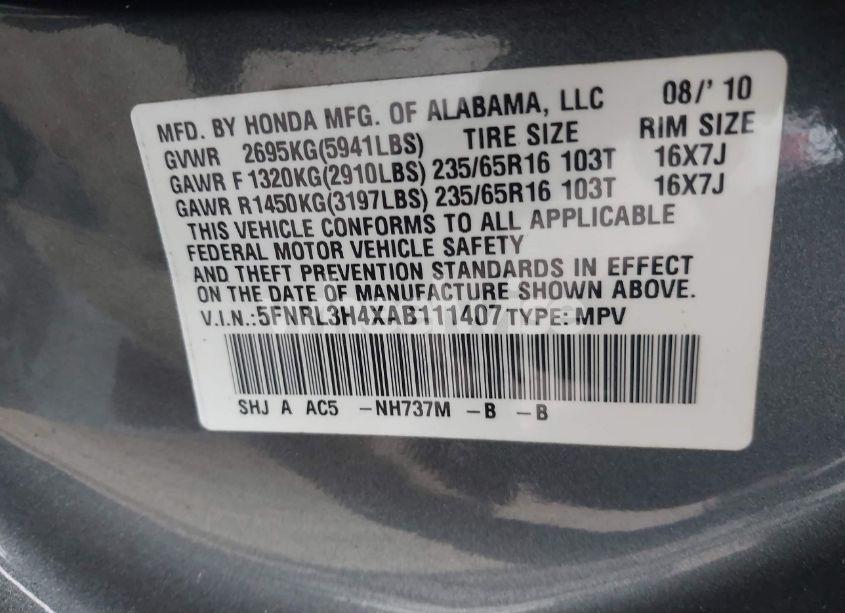 MFD. BY HONDA MFG. OF ALABAMA, LLC 08/' 10
GVWR 2695KG(5941LBS) TIRE SIZE RIM SIZE
GAWR F1320KG(2910LBS) 235/65R16 103T 16X7J
GAWR R1450KG(3197LBS) 235/65R16 103T 16X7J
THIS VEHICLE CONFORMS TO ALL APPLICABLE
FEDERAL MOTOR VEHICLE SAFETY
AND THEFT PREVENTION STANDARDS IN EFFECT
ON THE DATE OF MANUFACTURE SHOWN ABOVE.
V.I.N.:5FNRL3H4XAB111407 TYPE: MPV
SHJ A AC5 -NH737M -B -B